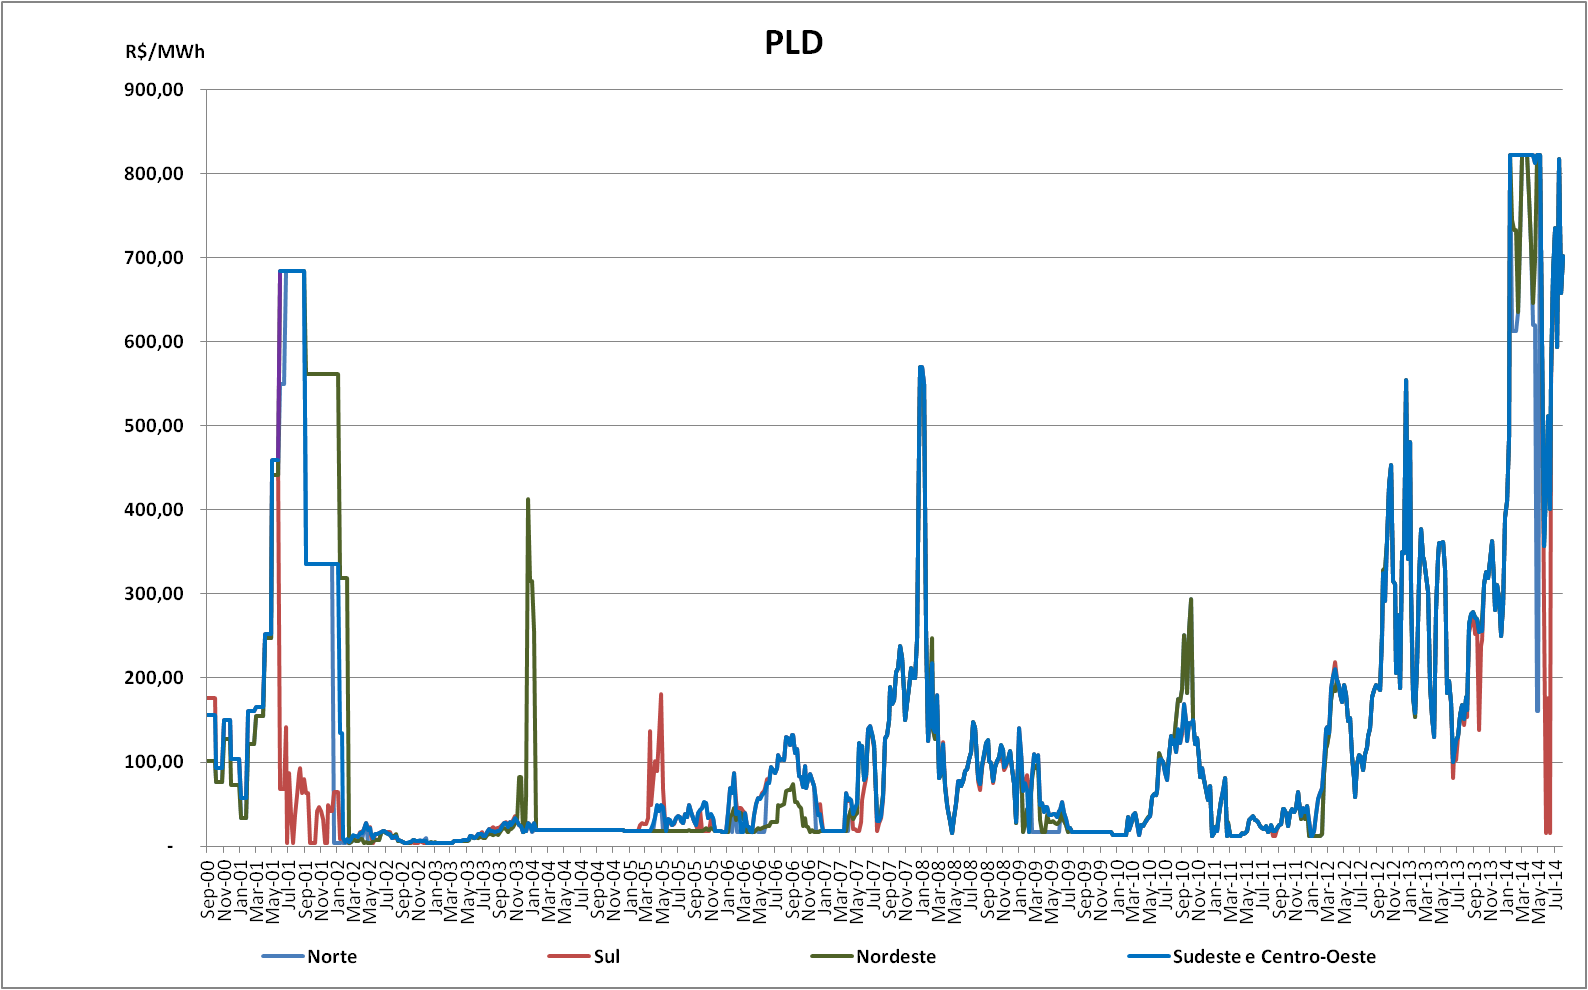 PLD
R$/MWh
900,00
800,00
700,00
600,00
500,00
400,00
300,00
200,00
100,00
-
Sep-00 Nov-00 Jan-01 Mar-01 May-01 Jul-01 Sep-01 Nov-01 Jan-02 Mar-02 May-02 Jul-02 Sep-02 Nov-02 Jan-03 Mar-03 May-03 Jul-03 Sep-03 Nov-03 Jan-04 Mar-04 May-04 Jul-04 Sep-04 Nov-04 Jan-05 Mar-05 May-05 Jul-05 Sep-05 Nov-05 Jan-06 Mar-06 May-06 Jul-06 Sep-06 Nov-06 Jan-07 Mar-07 May-07 Jul-07 Sep-07 Nov-07 Jan-08 Mar-08 May-08 Jul-08 Sep-08 Nov-08 Jan-09 Mar-09 May-09 Jul-09 Sep-09 Nov-09 Jan-10 Mar-10 May-10 Jul-10 Sep-10 Nov-10 Jan-11 Mar-11 May-11 Jul-11 Sep-11 Nov-11 Jan-12 Mar-12 May-12 Jul-12 Sep-12 Nov-12 Jan-13 Mar-13 May-13 Jul-13 Sep-13 Nov-13 Jan-14 Mar-14 May-14 Jul-14
Norte Sul Nordeste Sudeste e Centro-Oeste